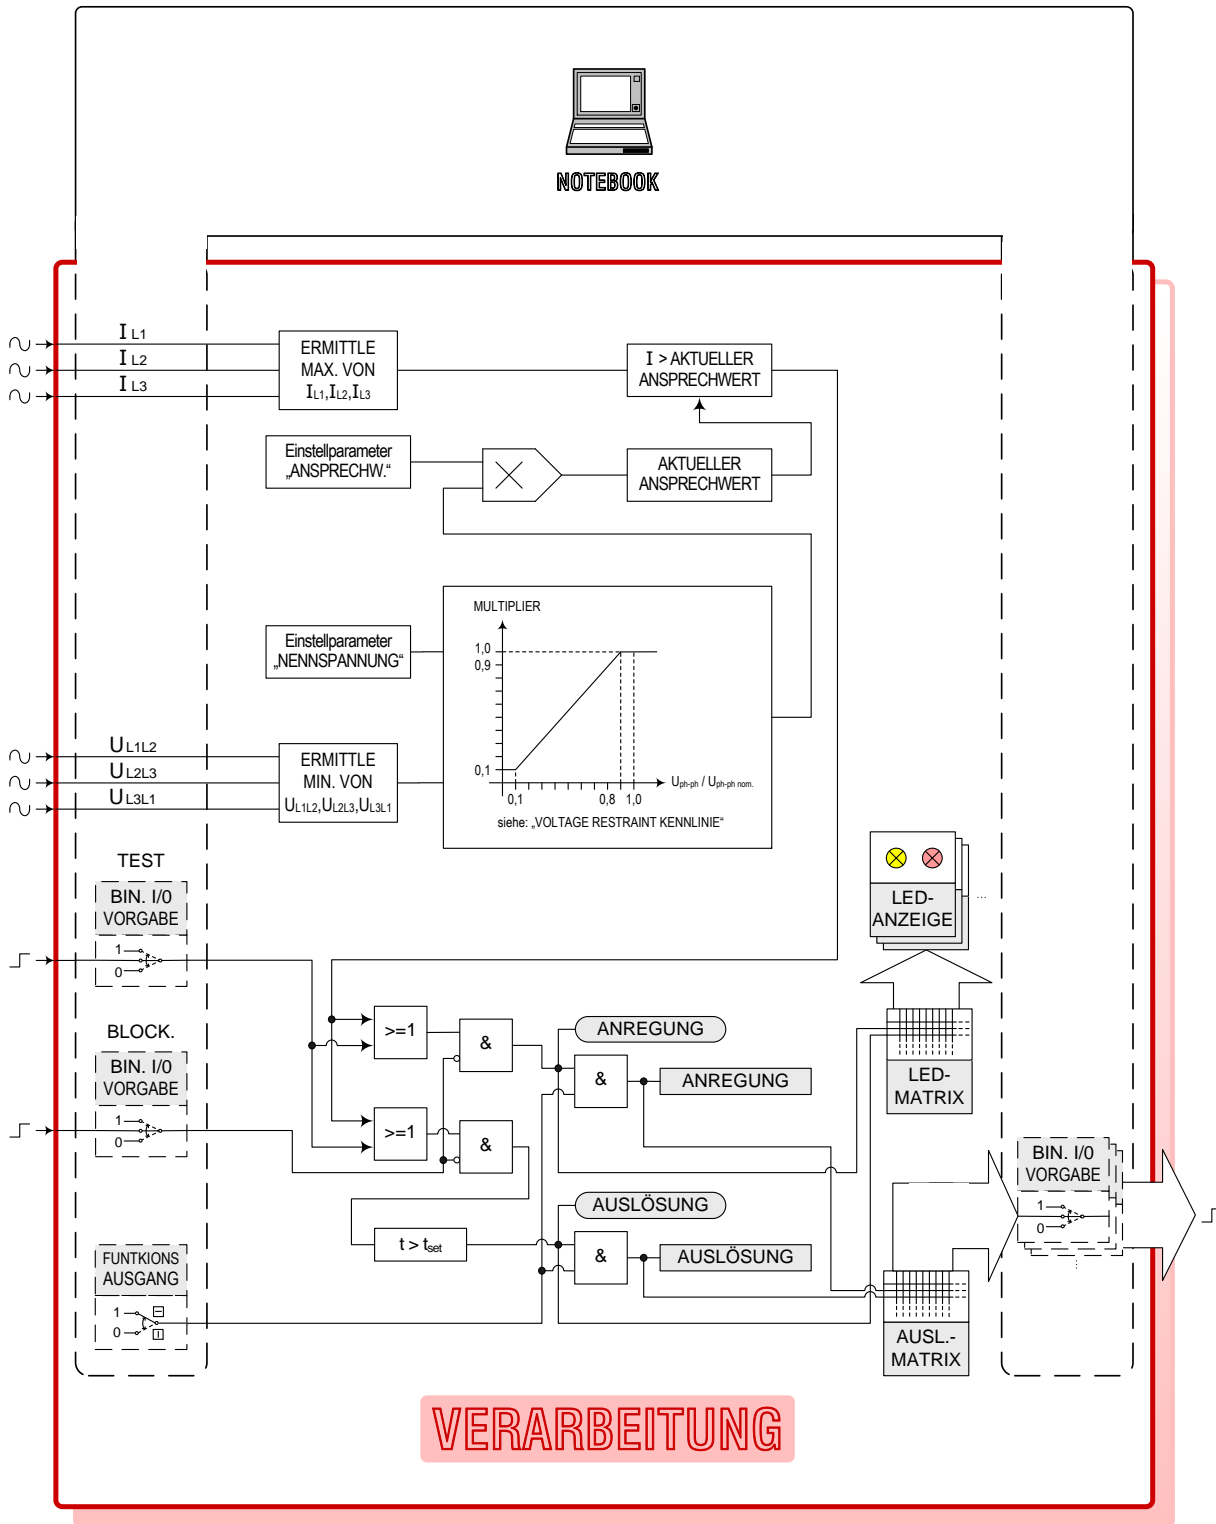 NOTEBOOK
I L1
I L2
I L3
ERMITTLE
MAX. VON
IL1,IL2,IL3
I > AKTUELLER
ANSPRECHWERT
Einstellparameter
„ANSPRECHW.“
AKTUELLER
ANSPRECHWERT
MULTIPLIER
1,0
0,9
0,1
0,1
0,8
1,0
Uph-ph / Uph-ph nom.
siehe: „VOLTAGE RESTRAINT KENNLINIE“
Einstellparameter
„NENNSPANNUNG“
U L1L2
U L2L3
U L3L1
ERMITTLE
MIN. VON
UL1L2,UL2L3,UL3L1
TEST
BIN. I/0
VORGABE
1
0
LED-
ANZEIGE
...
BLOCK.
BIN. I/0
VORGABE
1
0
>=1
&
ANREGUNG
&
ANREGUNG
LED-
MATRIX
>=1
&
BIN. I/0
VORGABE
1
0
...
AUSLÖSUNG
t > tset
&
AUSLÖSUNG
FUNTKIONS
AUSGANG
1
0
AUSL.-
MATRIX
VERARBEITUNG